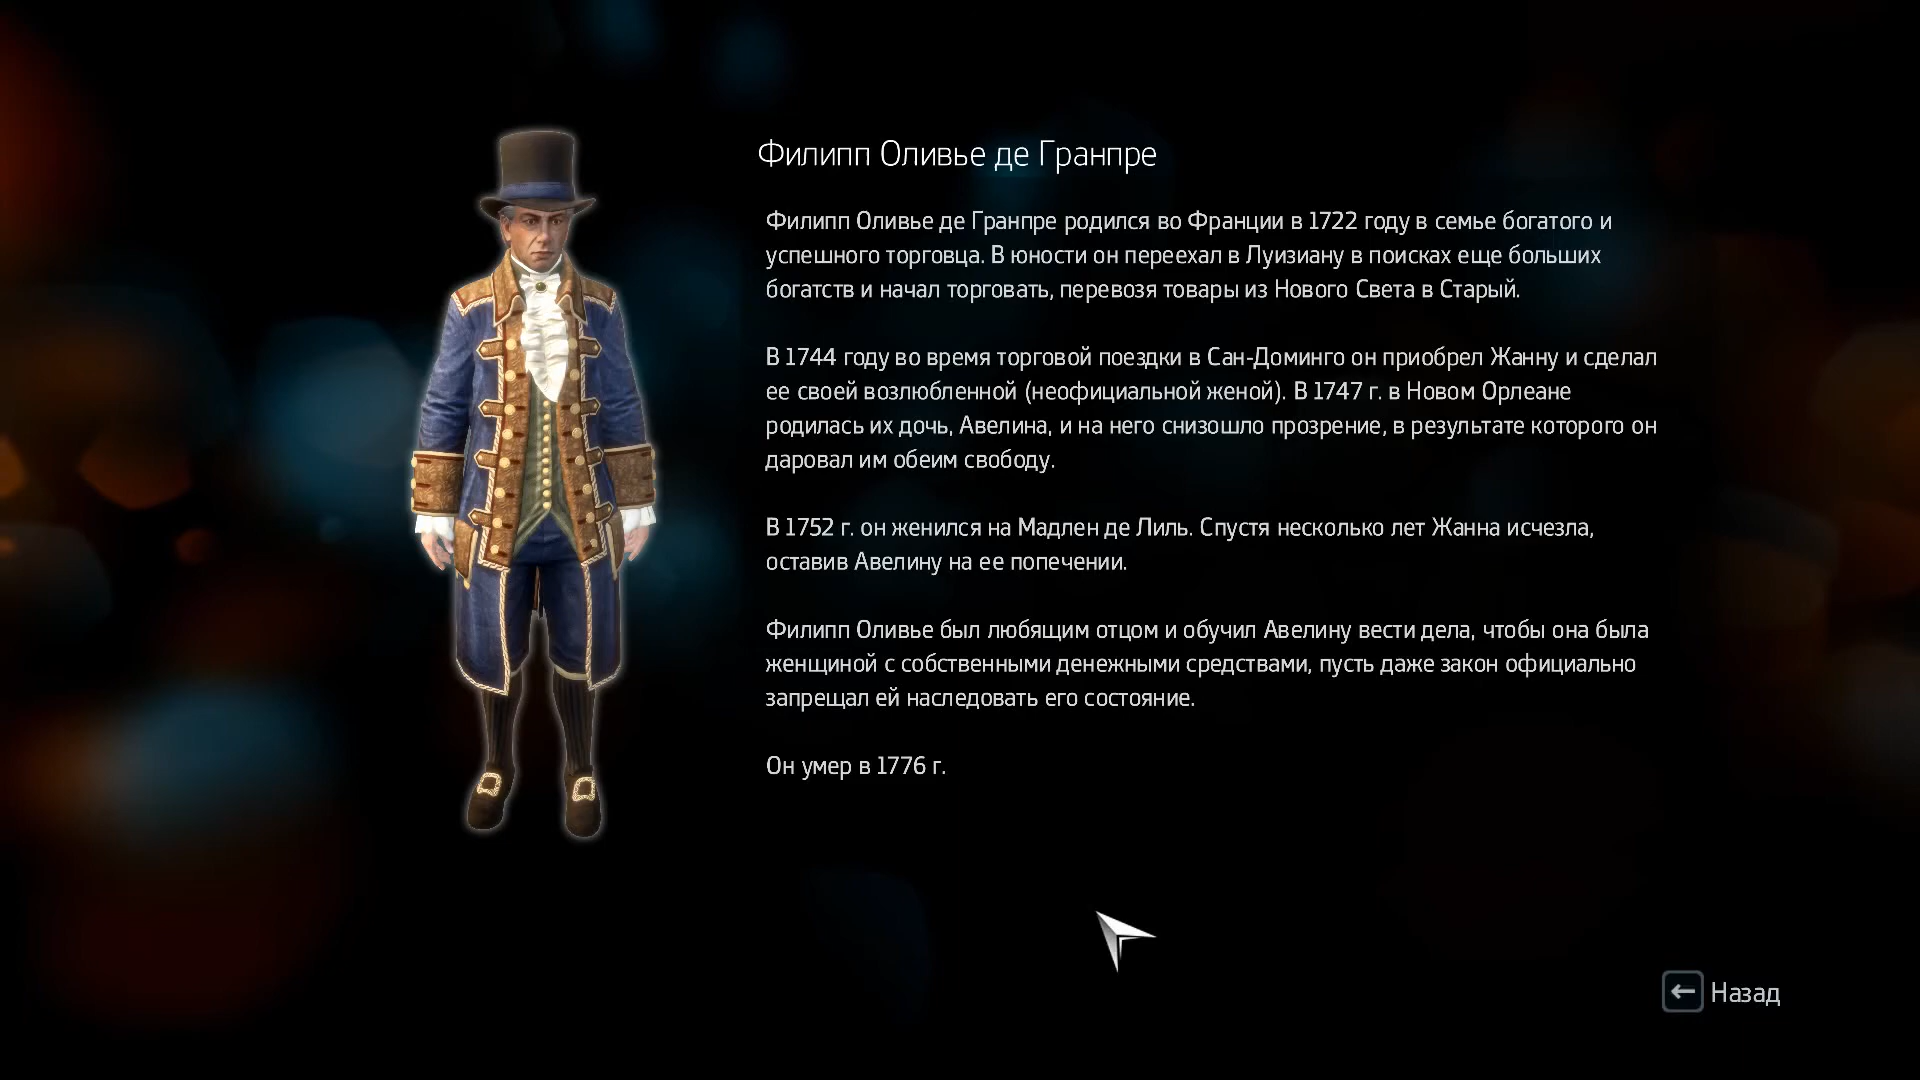 Филипп Оливье де Гранпре
Филипп Оливье де Гранпре родился во Франции в 1722 году в семье богатого и
успешного торговца. В юности он переехал в Луизиану в поисках еще больших
богатств и начал торговать, перевозя товары из Нового Света в Старый.
В 1744 году во время торговой поездки в Сан-Доминго он приобрел Жанну и сделал
ее своей возлюбленной (неофициальной женой). В 1747 г. в Новом Орлеане
родилась их дочь, Авелина, и на него снизошло прозрение, в результате которого он
даровал им обеим свободу.
В 1752 г. он женился на Мадлен де Лиль. Спустя несколько лет Жанна исчезла,
оставив Авелину на ее попечении.
Филипп Оливье был любящим отцом и обучил Авелину вести дела, чтобы она была
женщиной с собственными денежными средствами, пусть даже закон официально
запрещал ей наследовать его состояние.
Он умер в 1776 г.
Назад